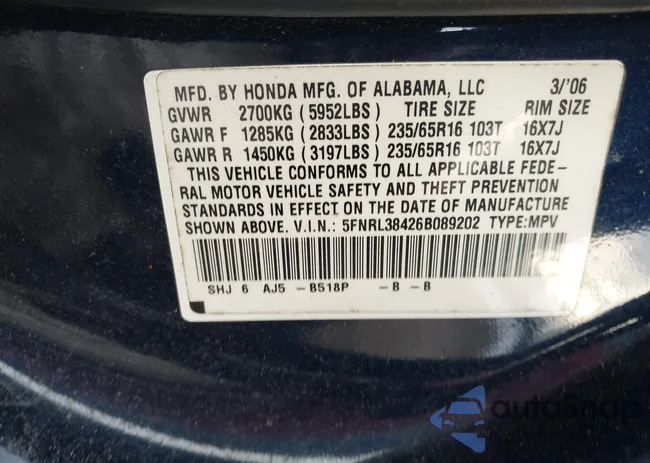 MFD. BY HONDA MFG. OF ALABAMA, LLC 3/'06
GVWR 2700KG (5952LBS) TIRE SIZE RIM SIZE
GAWR F 1285KG (2833LBS) 235/65R16 103T 16X7J
GAWR R 1450KG (3197LBS) 235/65R16 103T 16X7J
THIS VEHICLE CONFORMS TO ALL APPLICABLE FEDE-
RAL MOTOR VEHICLE SAFETY AND THEFT PREVENTION
STANDARDS IN EFFECT ON THE DATE OF MANUFACTURE
SHOWN ABOVE. V.I.N.: 5FNRL38426B089202 TYPE:MPV
SHJ 6 AJ5 -B518P -B -B
autoSnap